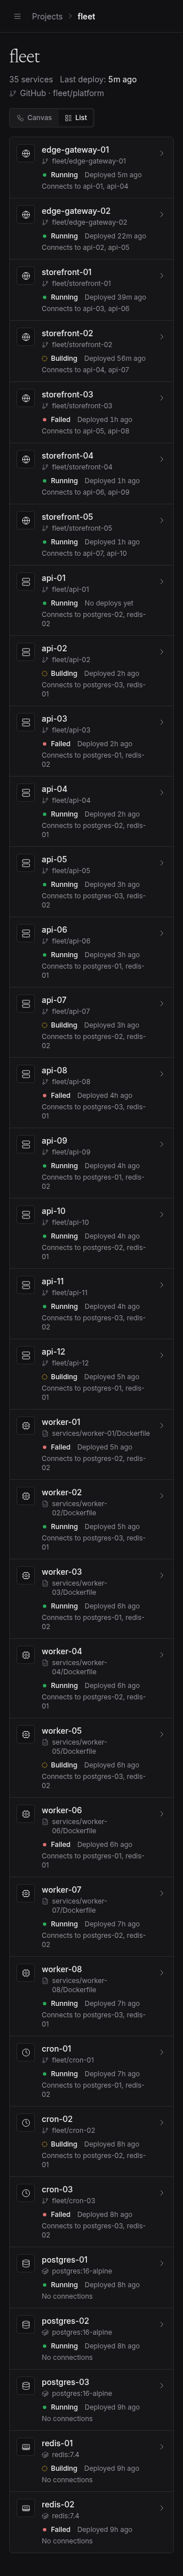 Projects > fleet
fleet
35 services Last deploy: 5m ago
GitHub · fleet/platform
Canvas List
edge-gateway-01
fleet/edge-gateway-01
Running Deployed 5m ago
Connects to api-01, api-04
edge-gateway-02
fleet/edge-gateway-02
Running Deployed 22m ago
Connects to api-02, api-05
storefront-01
fleet/storefront-01
Running Deployed 39m ago
Connects to api-03, api-06
storefront-02
fleet/storefront-02
Building Deployed 56m ago
Connects to api-04, api-07
storefront-03
fleet/storefront-03
Failed Deployed 1h ago
Connects to api-05, api-08
storefront-04
fleet/storefront-04
Running Deployed 1h ago
Connects to api-06, api-09
storefront-05
fleet/storefront-05
Running Deployed 1h ago
Connects to api-07, api-10
api-01
fleet/api-01
Running No deploys yet
Connects to postgres-02, redis-
02
api-02
fleet/api-02
Building Deployed 2h ago
Connects to postgres-03, redis-
01
api-03
fleet/api-03
Failed Deployed 2h ago
Connects to postgres-01, redis-
02
api-04
fleet/api-04
Running Deployed 2h ago
Connects to postgres-02, redis-
01
api-05
fleet/api-05
Running Deployed 3h ago
Connects to postgres-03, redis-
02
api-06
fleet/api-06
Running Deployed 3h ago
Connects to postgres-01, redis-
01
api-07
fleet/api-07
Building Deployed 3h ago
Connects to postgres-02, redis-
02
api-08
fleet/api-08
Failed Deployed 4h ago
Connects to postgres-03, redis-
01
api-09
fleet/api-09
Running Deployed 4h ago
Connects to postgres-01, redis-
02
api-10
fleet/api-10
Running Deployed 4h ago
Connects to postgres-02, redis-
01
api-11
fleet/api-11
Running Deployed 4h ago
Connects to postgres-03, redis-
02
api-12
fleet/api-12
Building Deployed 5h ago
Connects to postgres-01, redis-
01
worker-01
services/worker-01/Dockerfile
Failed Deployed 5h ago
Connects to postgres-02, redis-
02
worker-02
services/worker-
02/Dockerfile
Running Deployed 5h ago
Connects to postgres-03, redis-
01
worker-03
services/worker-
03/Dockerfile
Running Deployed 6h ago
Connects to postgres-01, redis-
02
worker-04
services/worker-
04/Dockerfile
Running Deployed 6h ago
Connects to postgres-02, redis-
01
worker-05
services/worker-
05/Dockerfile
Building Deployed 6h ago
Connects to postgres-03, redis-
02
worker-06
services/worker-
06/Dockerfile
Failed Deployed 6h ago
Connects to postgres-01, redis-
01
worker-07
services/worker-
07/Dockerfile
Running Deployed 7h ago
Connects to postgres-02, redis-
02
worker-08
services/worker-
08/Dockerfile
Running Deployed 7h ago
Connects to postgres-03, redis-
01
cron-01
fleet/cron-01
Running Deployed 7h ago
Connects to postgres-01, redis-
02
cron-02
fleet/cron-02
Building Deployed 8h ago
Connects to postgres-02, redis-
01
cron-03
fleet/cron-03
Failed Deployed 8h ago
Connects to postgres-03, redis-
02
postgres-01
postgres:16-alpine
Running Deployed 8h ago
No connections
postgres-02
postgres:16-alpine
Running Deployed 8h ago
No connections
postgres-03
postgres:16-alpine
Running Deployed 9h ago
No connections
redis-01
redis:7.4
Building Deployed 9h ago
No connections
redis-02
redis:7.4
Failed Deployed 9h ago
No connections